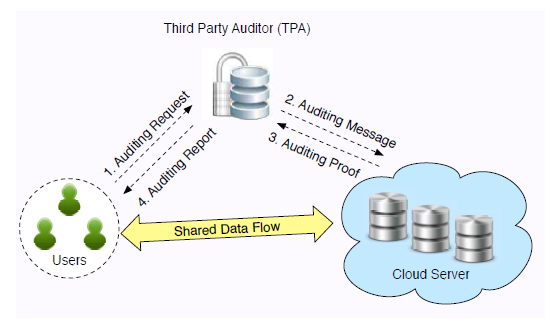 Third Party Auditor (TPA)
1. Auditing Request
2. Auditing Message
3. Auditing Proof
4. Auditing Report
Shared Data Flow
Users
Cloud Server